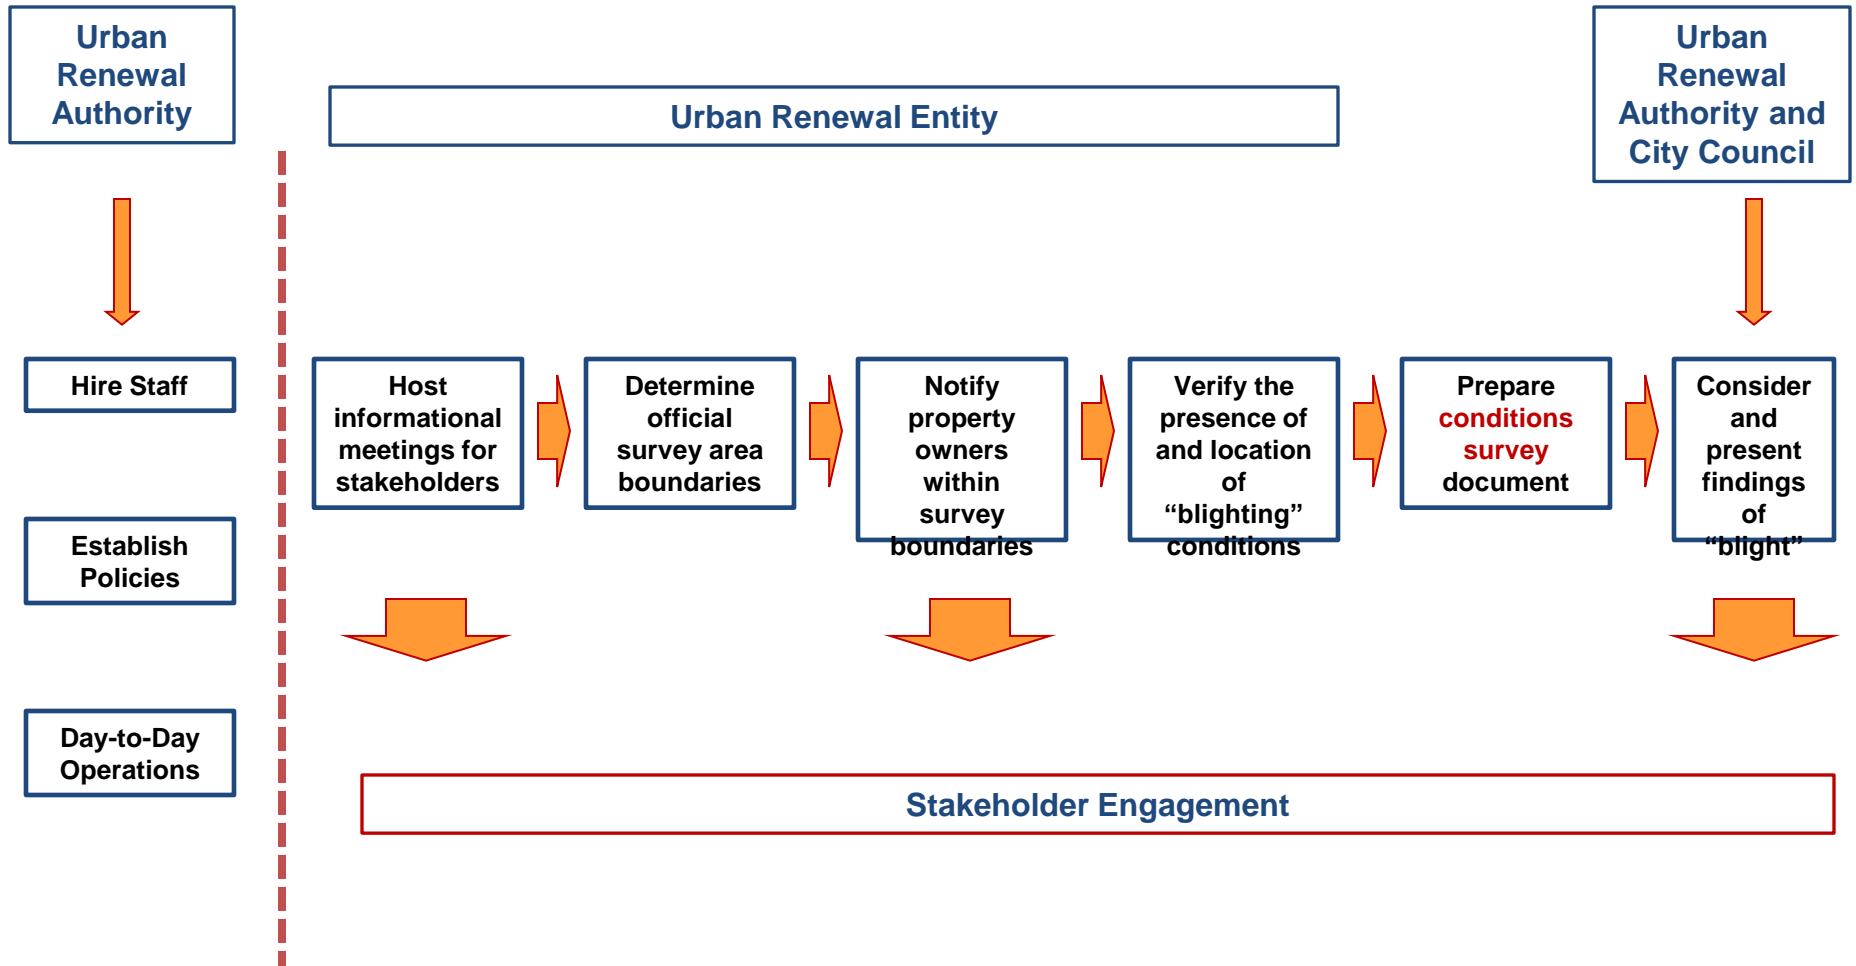 Urban
Renewal
Authority
Urban Renewal Entity
Urban
Renewal
Authority and
City Council
Hire Staff
Establish
Policies
Day-to-Day
Operations
Host
informational
meetings for
stakeholders
Determine
official
survey area
boundaries
Notify
property
owners
within
survey
boundaries
Verify the
presence of
and location
of
“blighting”
conditions
Prepare
conditions
survey
document
Consider
and
present
findings
of
“blight”
Stakeholder Engagement